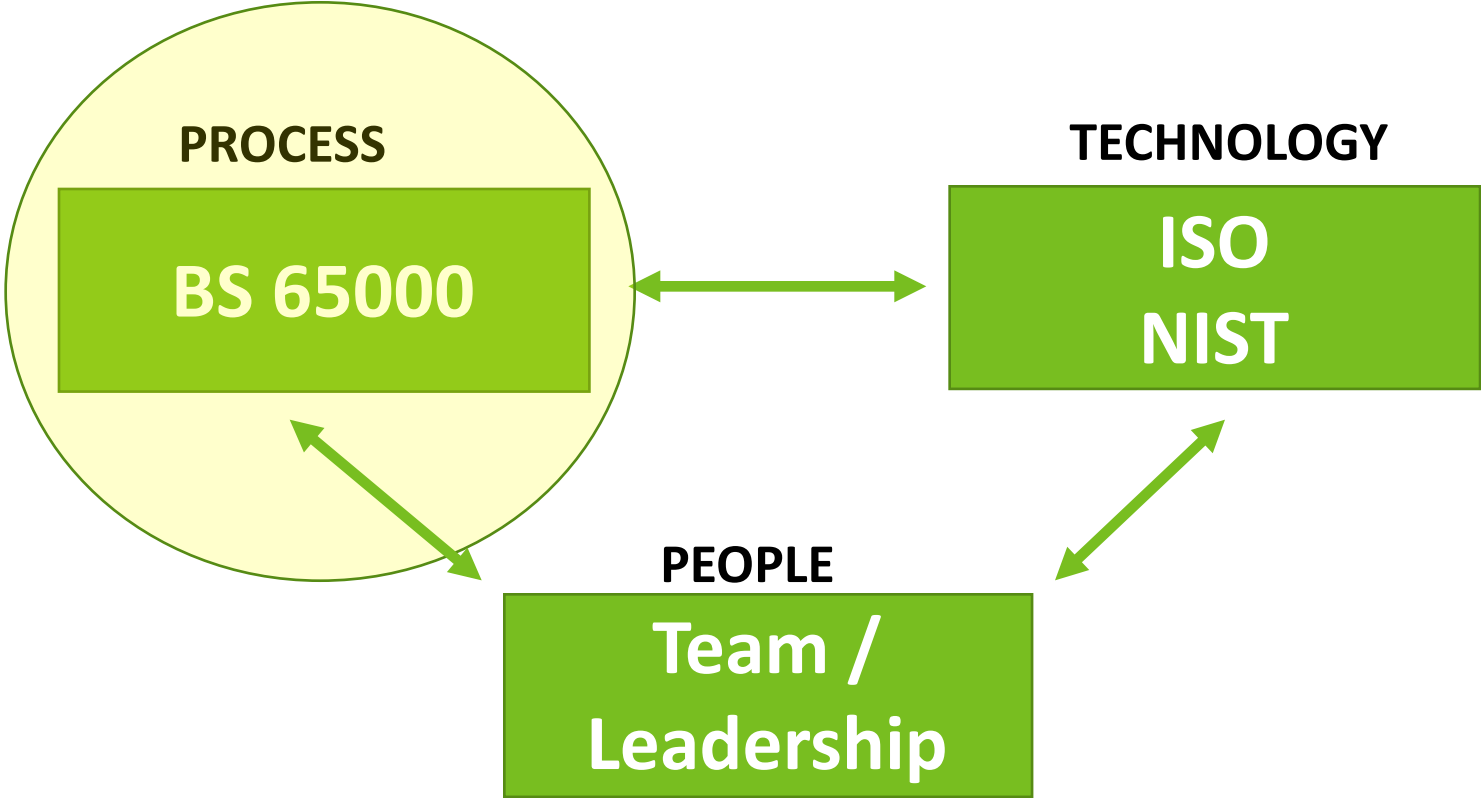 PROCESS
BS 65000
TECHNOLOGY
ISO
NIST
PEOPLE
Team /
Leadership